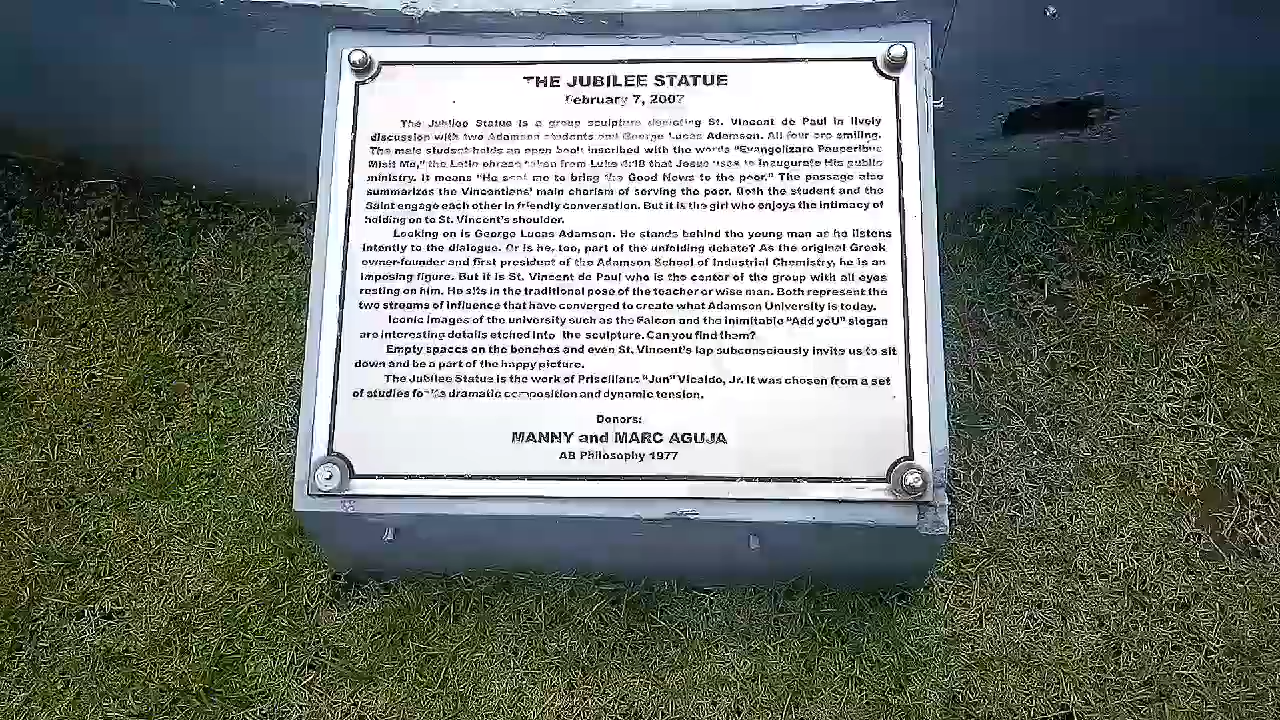 THE JUBILEE STATUE
February 7, 2007
The Jubilee Statue is a group sculpture depicting St. Vincent de Paul in lively
discussion with two Adamson students and George Lucas Adamson. All four are smiling.
The male student holds an open book inscribed with the words "Evangelizare Pauperibus
Misit Me," the Latin phrase taken from Luke 4:18 that Jesus uses to inaugurate His public
ministry. It means "He sent me to bring the Good News to the poor." The passage also
summarizes the Vincentians' main charism of serving the poor. Both the student and the
Saint engage each other in friendly conversation. But it is the girl who enjoys the intimacy of
holding on to St. Vincent's shoulder.
Looking on is George Lucas Adamson. He stands behind the young man as he listens
intently to the dialogue. Or is he, too, part of the unfolding debate? As the original Greek
owner-founder and first president of the Adamson School of Industrial Chemistry, he is an
imposing figure. But it is St. Vincent de Paul who is the center of the group with all eyes
resting on him. He sits in the traditional pose of the teacher or wise man. Both represent the
two streams of influence that have converged to create what Adamson University is today.
Iconic images of the university such as the Falcon and the inimitable "Add yoU" slogan
are interesting details etched into the sculpture. Can you find them?
Empty spaces on the benches and even St. Vincent's lap subconsciously invite us to sit
down and be a part of the happy picture.
The Jubilee Statue is the work of "Jun" Vicaldo, Jr. It was chosen from a set
of studies for its dramatic composition and dynamic tension.
Donors:
MANNY and MARC AGUJA
AB Philosophy 1977